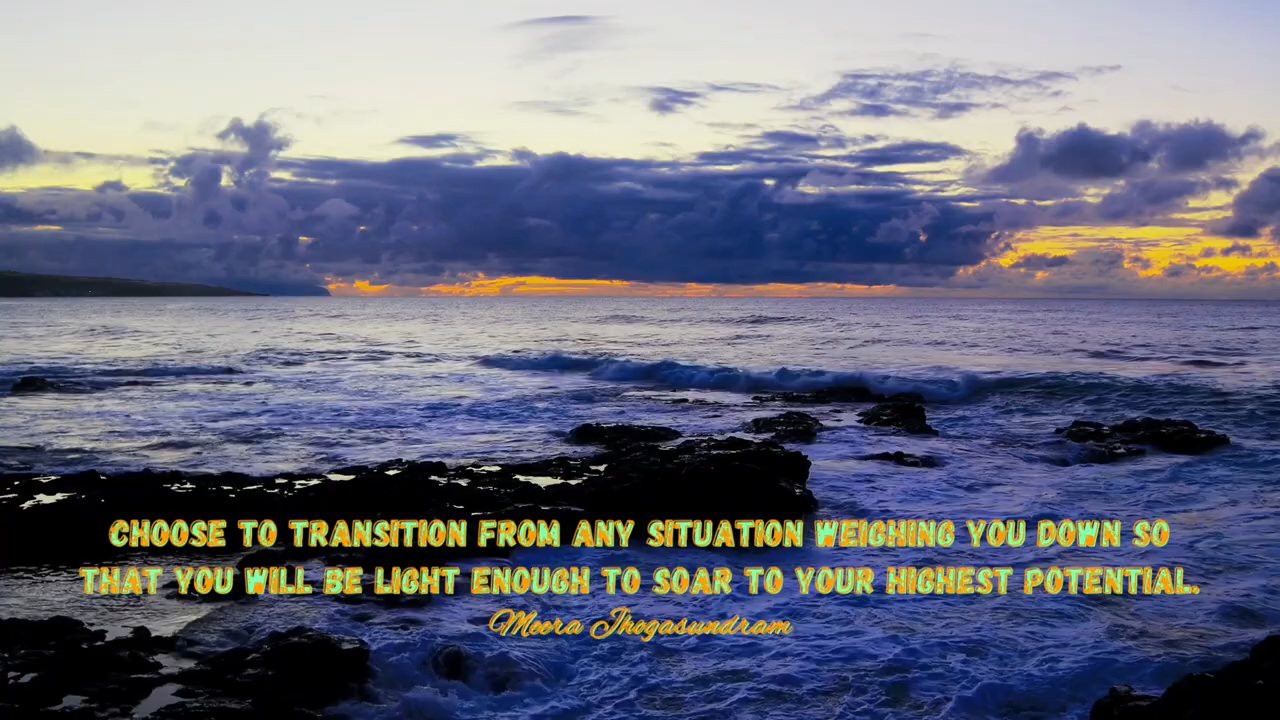 CHOOSE TO TRANSITION FROM ANY SITUATION WEIGHING YOU DOWN SO
THAT YOU WILL BE LIGHT ENOUGH TO SOAR TO YOUR HIGHEST POTENTIAL.
Meera Jhogasundram